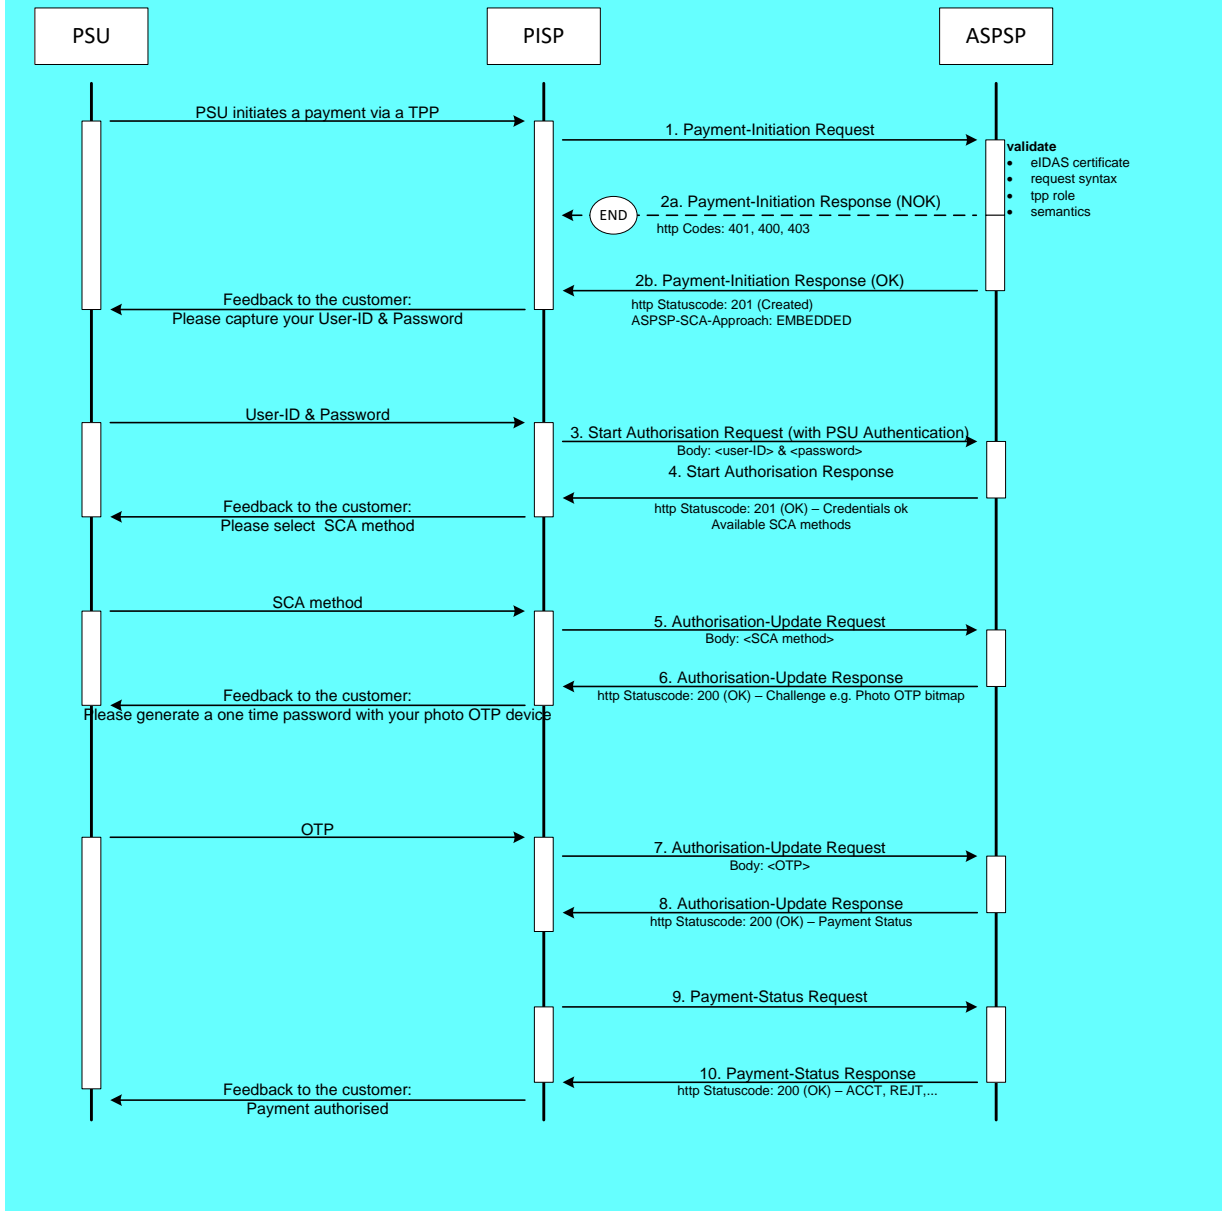 PSU
PISP
ASPSP
PSU initiates a payment via a TPP
1. Payment-Initiation Request
validate
• eIDAS certificate
• request syntax
• tpp role
• semantics
2a. Payment-Initiation Response (NOK)
END
http Codes: 401, 400, 403
2b. Payment-Initiation Response (OK)
http Statuscode: 201 (Created)
ASPSP-SCA-Approach: EMBEDDED
Feedback to the customer:
Please capture your User-ID & Password
User-ID & Password
3. Start Authorisation Request (with PSU Authentication)
Body: <user-ID> & <password>
4. Start Authorisation Response
http Statuscode: 201 (OK) – Credentials ok
Available SCA methods
Feedback to the customer:
Please select  SCA method
SCA method
5. Authorisation-Update Request
Body: <SCA method>
6. Authorisation-Update Response
http Statuscode: 200 (OK) – Challenge e.g. Photo OTP bitmap
Feedback to the customer:
Please generate a one time password with your photo OTP device
OTP
7. Authorisation-Update Request
Body: <OTP>
8. Authorisation-Update Response
http Statuscode: 200 (OK) – Payment Status
9. Payment-Status Request
10. Payment-Status Response
http Statuscode: 200 (OK) – ACCT, REJT,...
Feedback to the customer:
Payment authorised